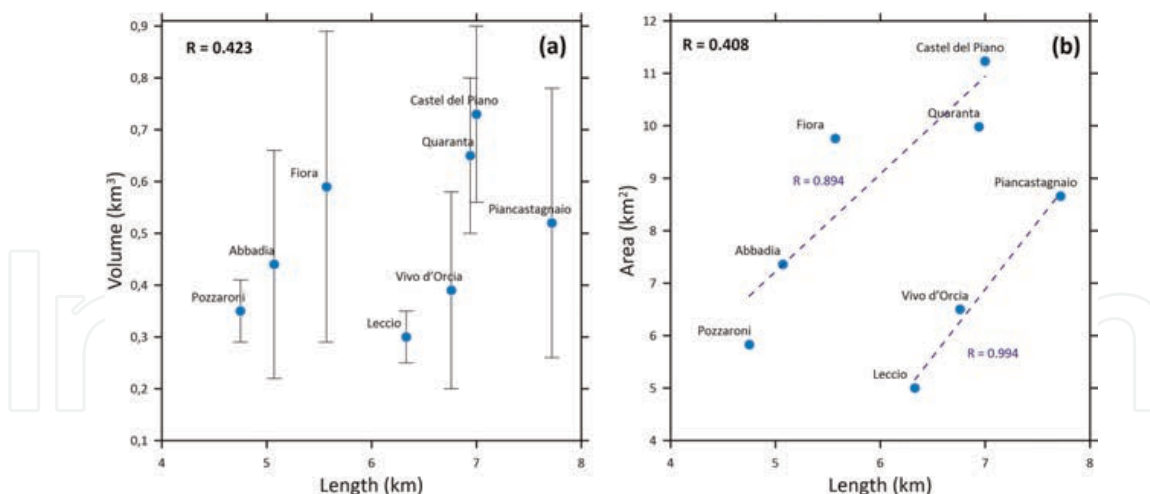 R = 0.423
(a)
0,9
0,8
0,7
0,6
0,5
0,4
0,3
0,2
0,1
Volume (km³)
Castel del Piano
Quaranta
Fiora
Piancastagnaio
Abbadia
Vivo d'Orcia
Pozzaroni
Leccio
4 5 6 7 8
Length (km)
R = 0.408
(b)
12
11
10
9
8
7
6
5
4
Area (km²)
Castel del Piano
Quaranta
Fiora
R = 0.894
Piancastagnaio
Abbadia
Vivo d'Orcia
Pozzaroni
R = 0.994
Leccio
4 5 6 7 8
Length (km)